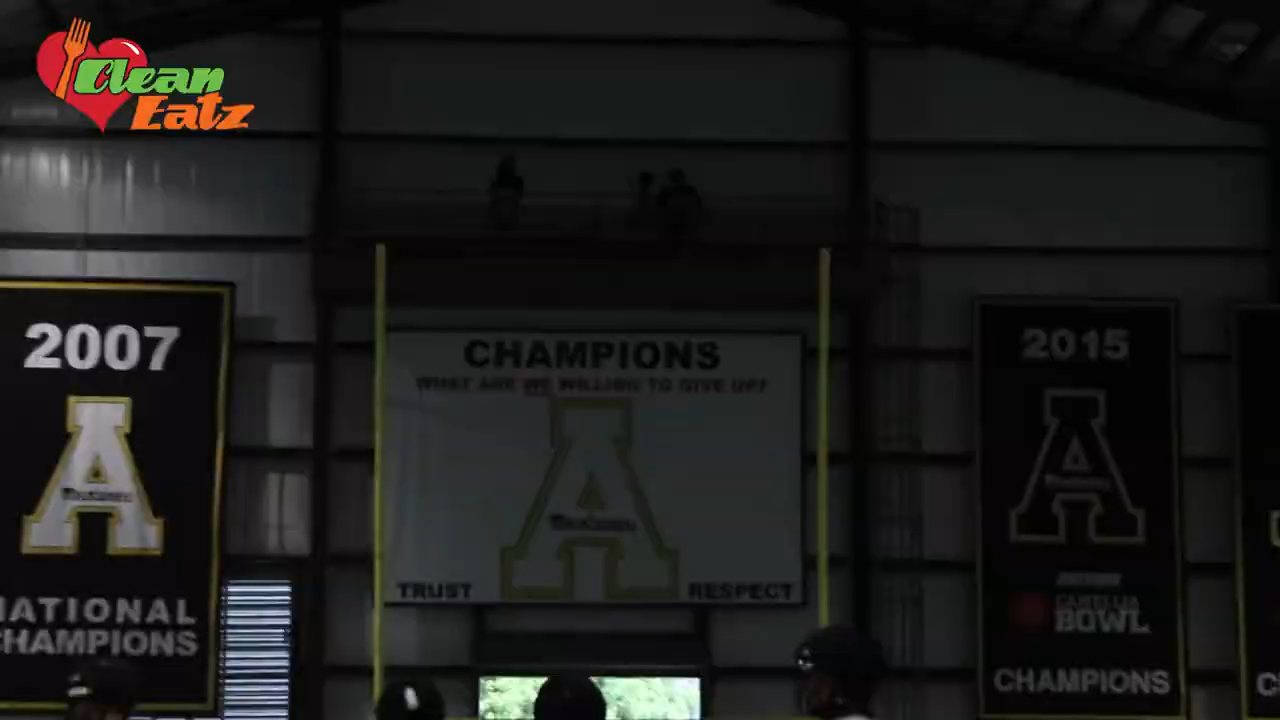 Clean
Eatz
2007
NATIONAL
CHAMPIONS
CHAMPIONS
WHAT ARE WE WILLING TO GIVE UP?
A
TRUST
RESPECT
2015
A
BOWL
CHAMPIONS